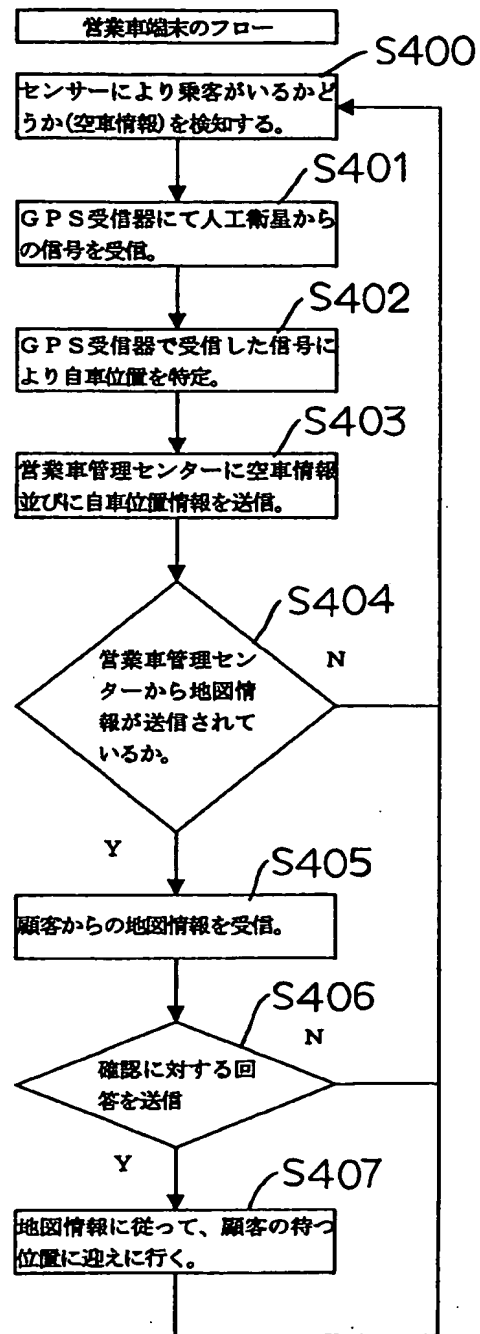 営業車端末のフロー
S400
センサーにより乗客がいるかど
うか(空車情報)を検知する。
S401
ＧＰＳ受信器にて人工衛星から
の信号を受信。
S402
ＧＰＳ受信器で受信した信号に
より自車位置を特定。
S403
営業車管理センターに空車情報
並びに自車位置情報を送信。
S404
営業車管理セン
ターから地図情
報が送信されて
いるか。
N
Y
S405
顧客からの地図情報を受信。
S406
N
確認に対する回
答を送信
Y
S407
地図情報に従って、顧客の待つ
位置に迎えに行く。